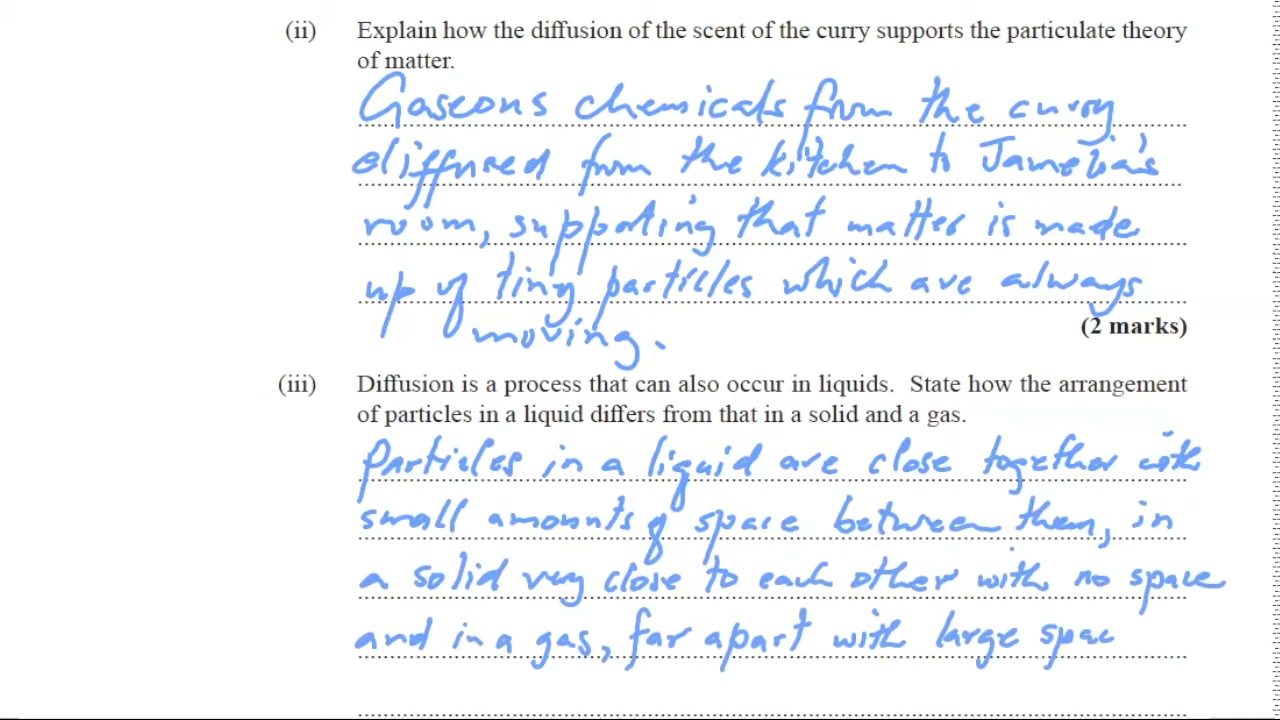 (ii) Explain how the diffusion of the scent of the curry supports the particulate theory
of matter.
Gaseous chemicals from the curry
diffused from the kitchen to Jamelia's
room, supporting that matter is made
up of tiny particles which are always
moving.
(2 marks)
(iii) Diffusion is a process that can also occur in liquids. State how the arrangement
of particles in a liquid differs from that in a solid and a gas.
Particles in a liquid are close together with
small amounts of space between them, in
a solid very close to each other with no space
and in a gas, far apart with large spac